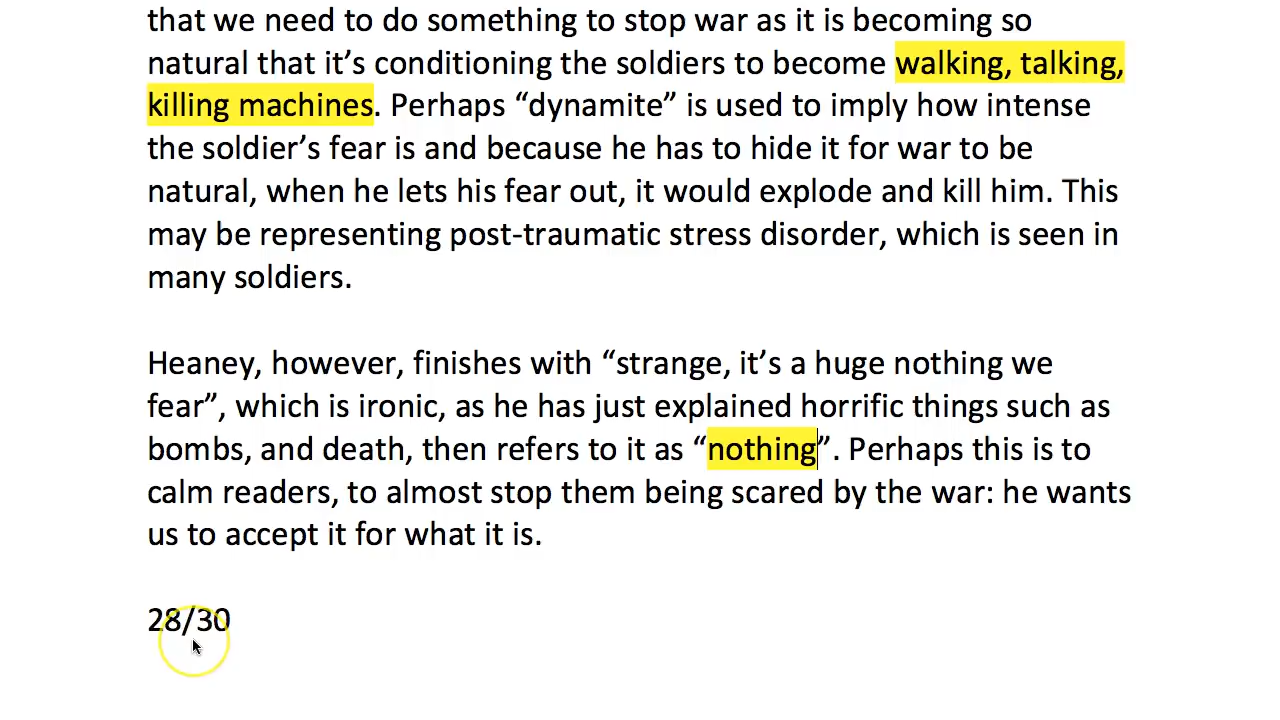 that we need to do something to stop war as it is becoming so
natural that it’s conditioning the soldiers to become walking, talking,
killing machines. Perhaps “dynamite” is used to imply how intense
the soldier’s fear is and because he has to hide it for war to be
natural, when he lets his fear out, it would explode and kill him. This
may be representing post-traumatic stress disorder, which is seen in
many soldiers.
Heaney, however, finishes with “strange, it’s a huge nothing we
fear”, which is ironic, as he has just explained horrific things such as
bombs, and death, then refers to it as “nothing”. Perhaps this is to
calm readers, to almost stop them being scared by the war: he wants
us to accept it for what it is.
28/30